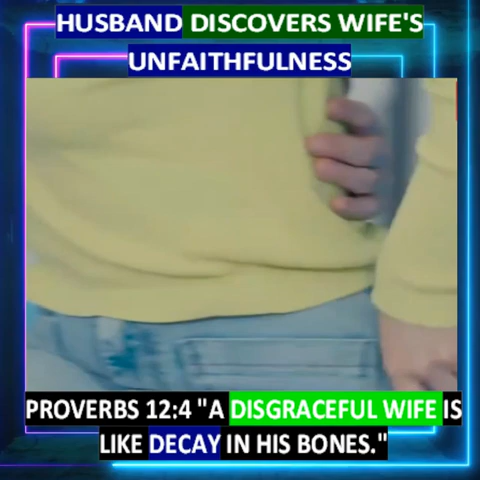 HUSBAND DISCOVERS WIFE'S
UNFAITHFULNESS
PROVERBS 12:4 "A DISGRACEFUL WIFE IS
LIKE DECAY IN HIS BONES."